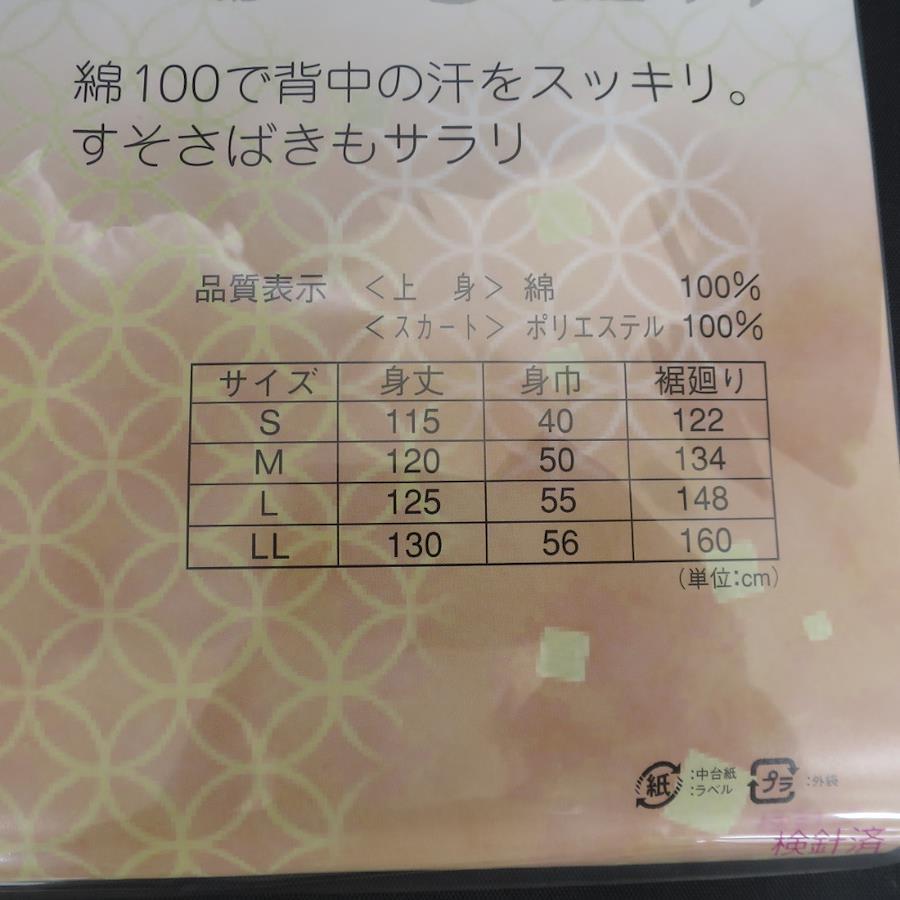 綿100で背中の汗をスッキリ。
すそさばきもサラリ
品質表示 <上 身> 綿 100%
<スカート> ポリエステル 100%
サイズ 身丈 身巾 裾廻り
S 115 40 122
M 120 50 134
L 125 55 148
LL 130 56 160
(単位:cm)
紙 :中台紙
:ラベル
プラ :外袋
検針済